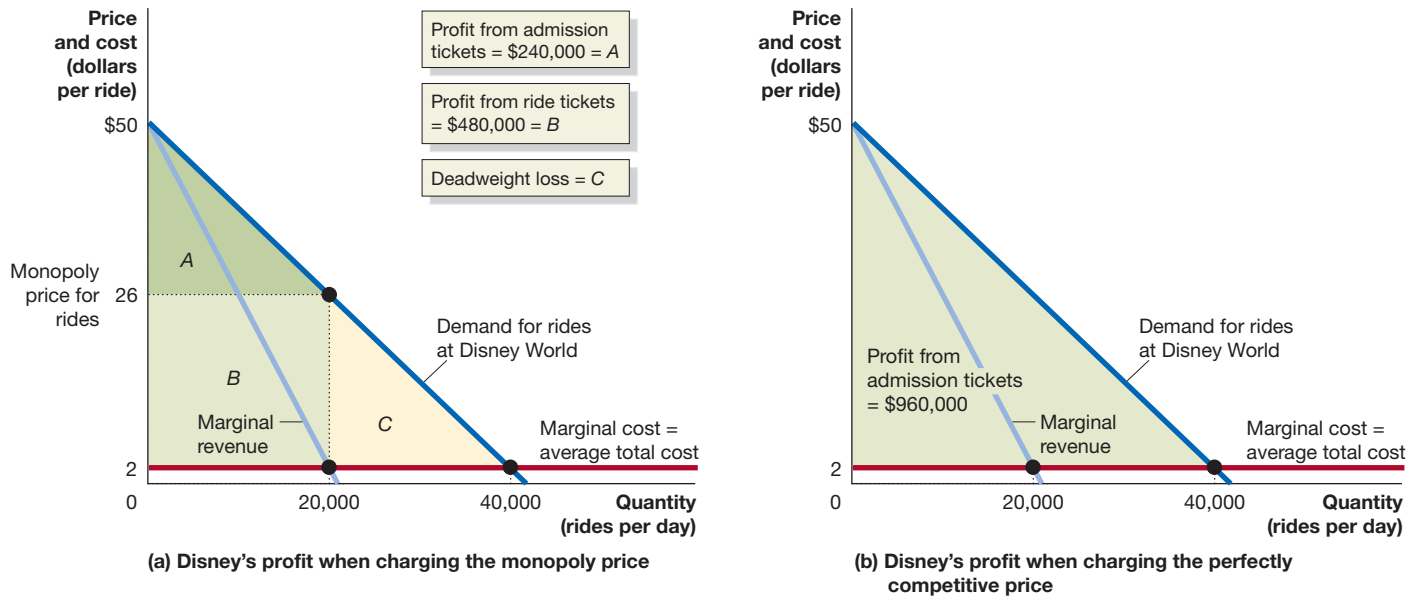 Price
and cost
(dollars
per ride)
$50
Monopoly
price for
rides
26
2
0
20,000
40,000
Quantity
(rides per day)
Profit from admission
tickets = $240,000 = A
Profit from ride tickets
= $480,000 = B
Deadweight loss = C
A
B
C
Marginal
revenue
Demand for rides
at Disney World
Marginal cost =
average total cost
(a) Disney’s profit when charging the monopoly price
Price
and cost
(dollars
per ride)
$50
2
0
20,000
40,000
Quantity
(rides per day)
Profit from
admission tickets
= $960,000
Marginal
revenue
Demand for rides
at Disney World
Marginal cost =
average total cost
(b) Disney’s profit when charging the perfectly
competitive price